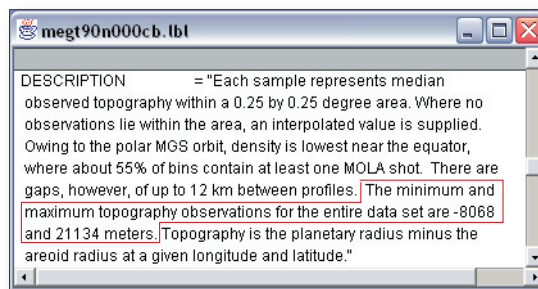 megt90n000cb.lbl
DESCRIPTION = "Each sample represents median
observed topography within a 0.25 by 0.25 degree area. Where no
observations lie within the area, an interpolated value is supplied.
Owing to the polar MGS orbit, density is lowest near the equator,
where about 55% of bins contain at least one MOLA shot. There are
gaps, however, of up to 12 km between profiles. The minimum and
maximum topography observations for the entire data set are -8068
and 21134 meters. Topography is the planetary radius minus the
areoid radius at a given longitude and latitude."